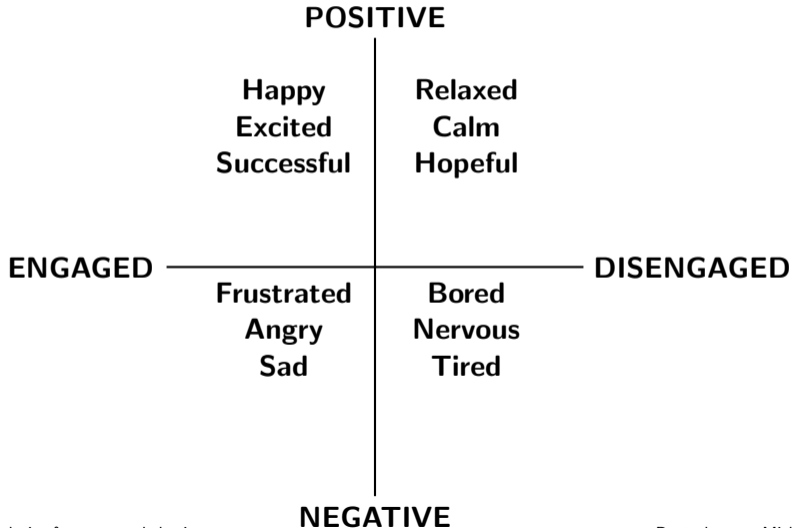 POSITIVE
Happy
Excited
Successful
Relaxed
Calm
Hopeful
ENGAGED
DISENGAGED
Frustrated
Angry
Sad
Bored
Nervous
Tired
NEGATIVE